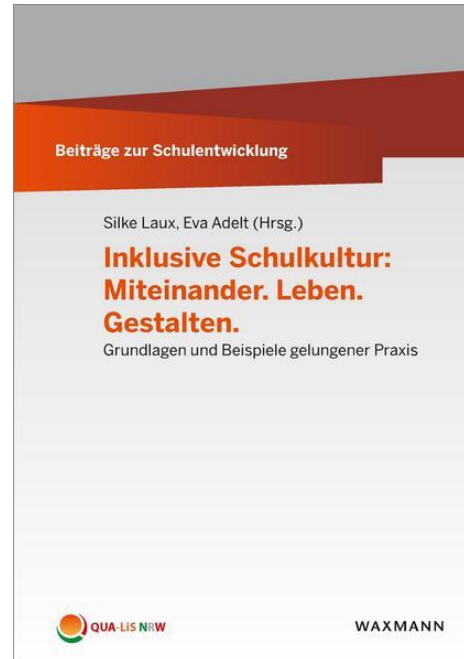 Beiträge zur Schulentwicklung
Silke Laux, Eva Adelt (Hrsg.)
Inklusive Schulkultur:
Miteinander. Leben.
Gestalten.
Grundlagen und Beispiele gelungener Praxis
QUA-LiS NRW
WAXMANN